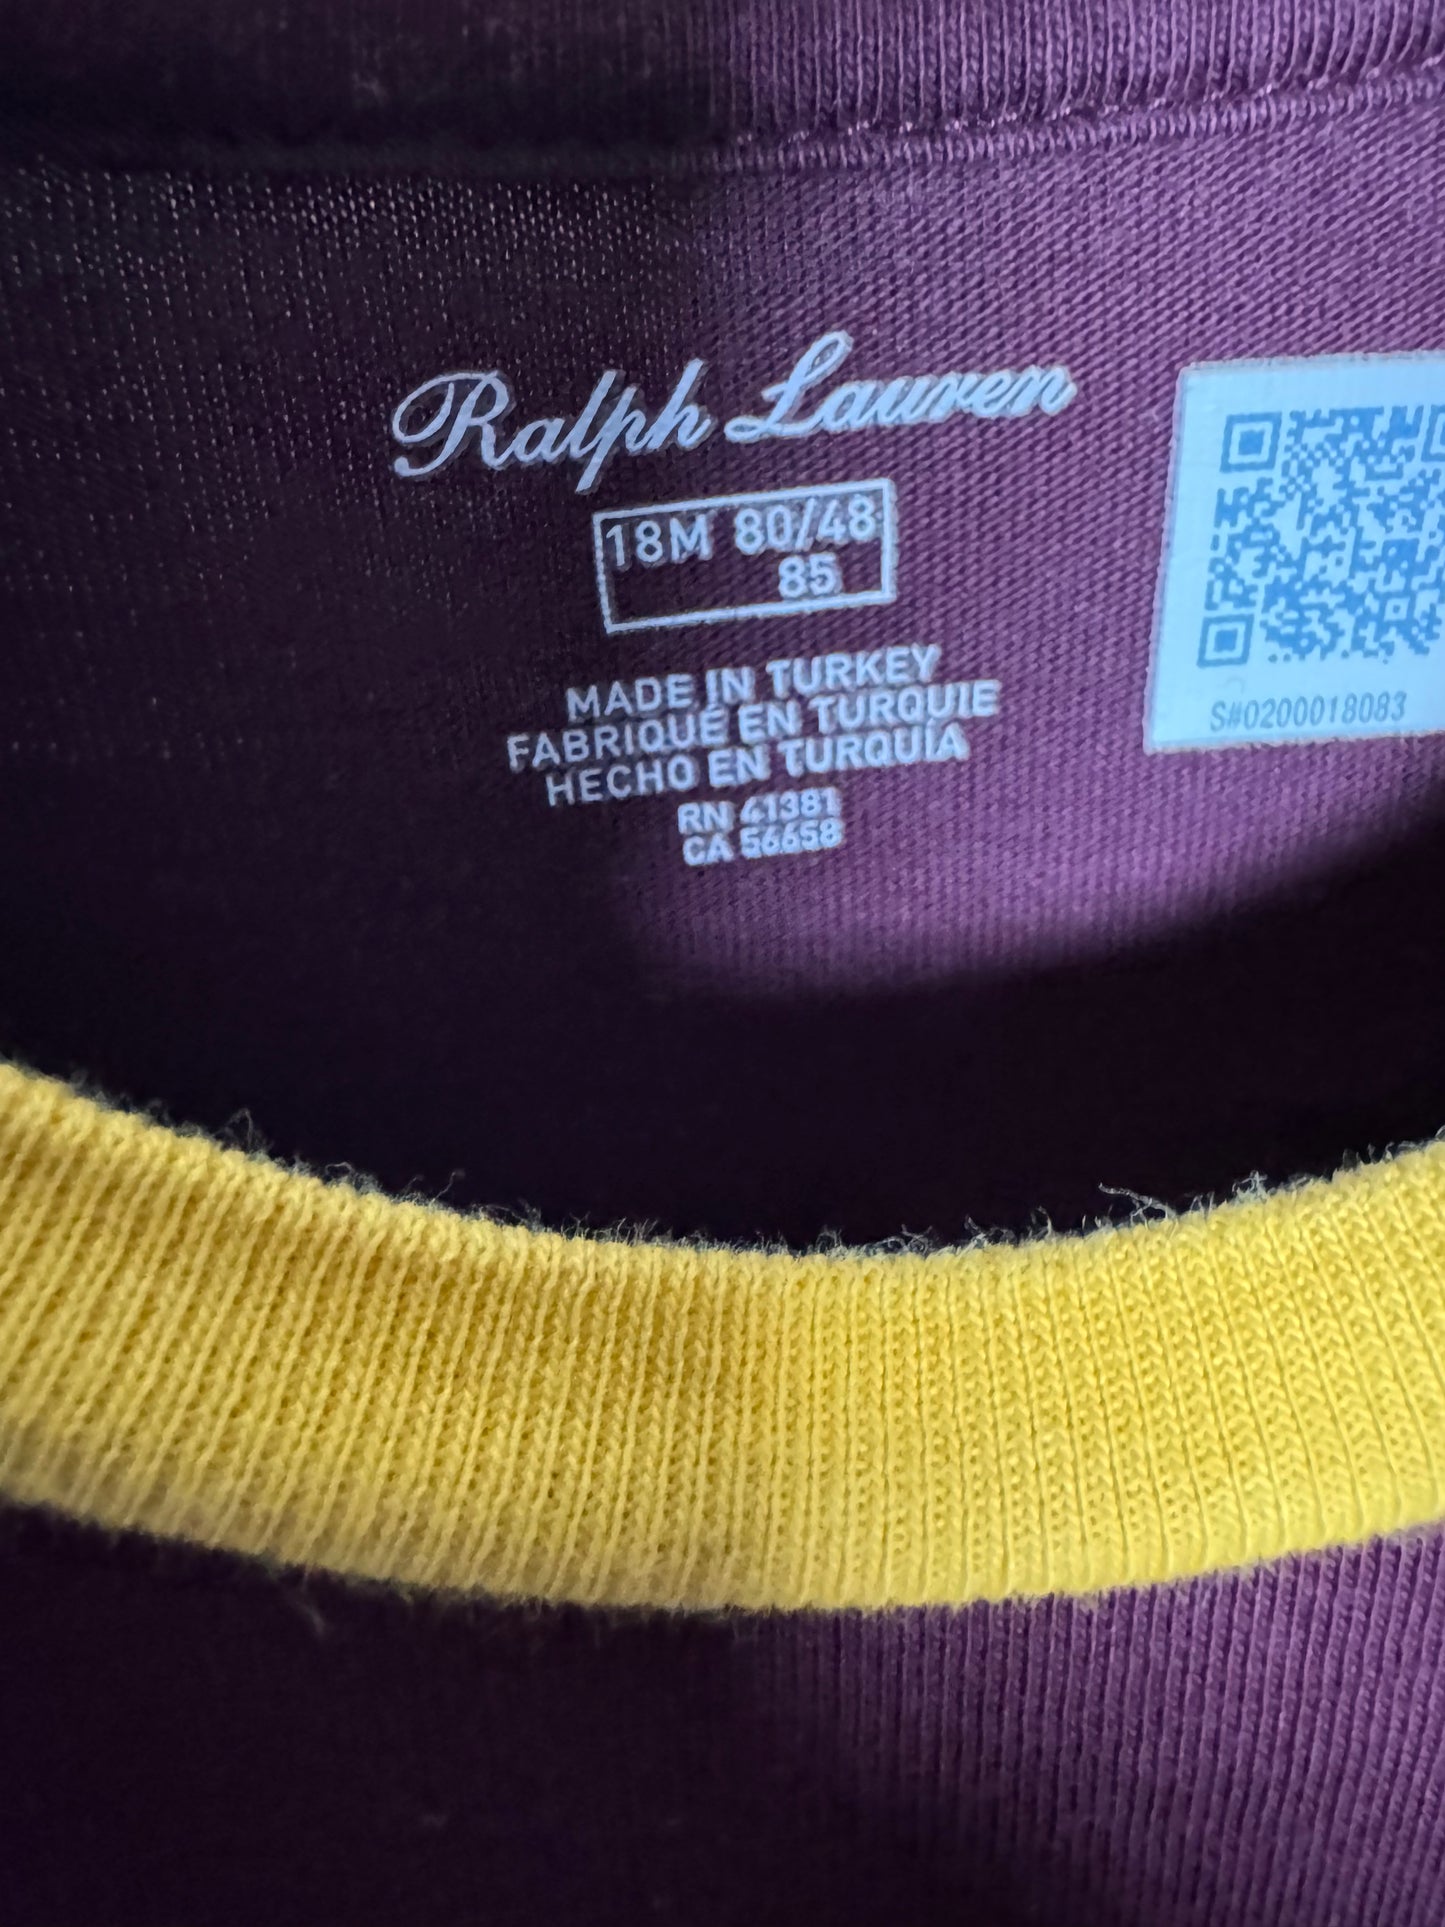 Ralph Lauren
18M 80/48
85
MADE IN TURKEY
FABRIQUÉ EN TURQUIE
HECHO EN TURQUÍA
RN 41381
CA 56658
S#0200018083